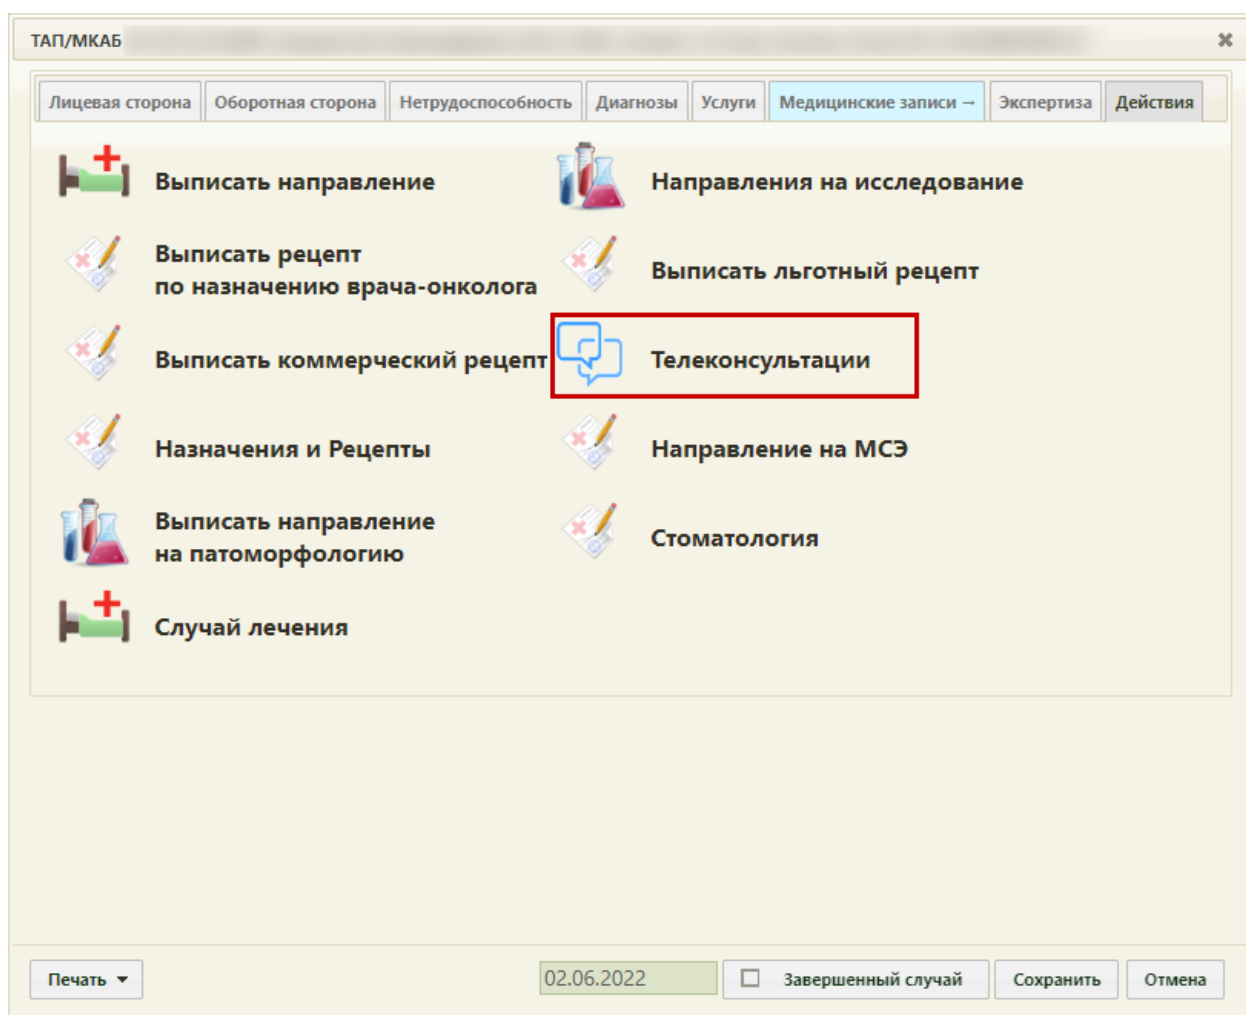 ТАП/МКАБ
Лицевая сторона Оборотная сторона Нетрудоспособность Диагнозы Услуги Медицинские записи → Экспертиза Действия
Выписать направление
Направления на исследование
Выписать рецепт
по назначению врача-онколога
Выписать льготный рецепт
Выписать коммерческий рецепт
Телеконсультации
Назначения и Рецепты
Направление на МСЭ
Выписать направление
на патоморфологию
Стоматология
Случай лечения
Печать 02.06.2022 Завершенный случай Сохранить Отмена